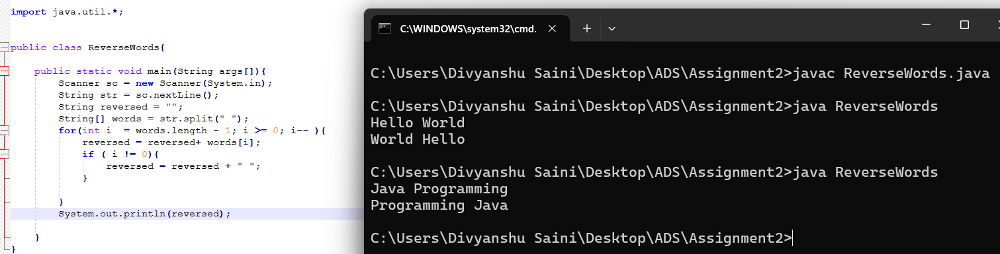 import java.util.*;
public class ReverseWords{
public static void main(String args[]){
Scanner sc = new Scanner(System.in);
String str = sc.nextLine();
String reversed = "";
String[] words = str.split(" ");
for(int i  = words.length - 1; i >= 0; i-- ){
reversed = reversed+ words[i];
if ( i != 0){
reversed = reversed + " ";
}
}
System.out.println(reversed);
}
}
C:\WINDOWS\system32\cmd.
C:\Users\Divyanshu Saini\Desktop\ADS\Assignment2>javac ReverseWords.java
C:\Users\Divyanshu Saini\Desktop\ADS\Assignment2>java ReverseWords
Hello World
World Hello
C:\Users\Divyanshu Saini\Desktop\ADS\Assignment2>java ReverseWords
Java Programming
Programming Java
C:\Users\Divyanshu Saini\Desktop\ADS\Assignment2>